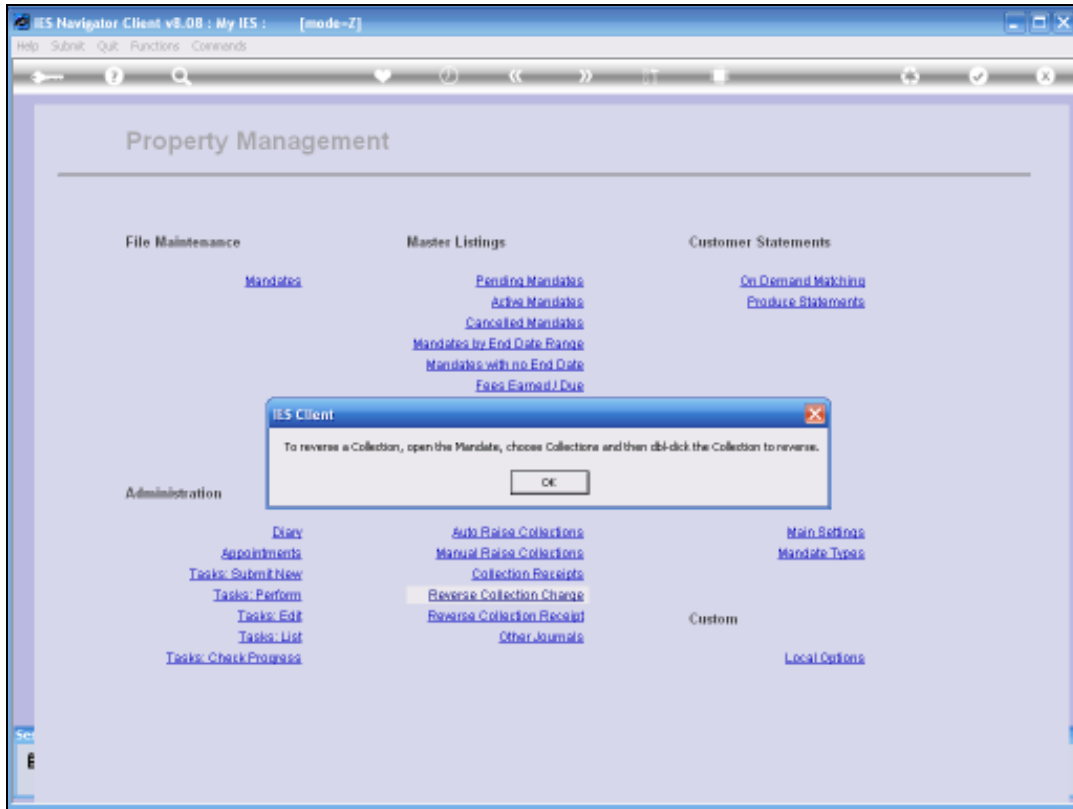 IES Navigator Client v8.08 : My IES : [mode=Z]
Help Submit Quit Functions Commands
Property Management
File Maintenance
Mandates
Master Listings
Pending Mandates
Active Mandates
Cancelled Mandates
Mandates by End Date Range
Mandates with no End Date
Fees Earned / Due
Customer Statements
On Demand Matching
Produce Statements
IES Client
To reverse a Collection, open the Mandate, choose Collections and then dbl-click the Collection to reverse.
OK
Administration
Diary
Appointments
Tasks: Submit New
Tasks: Perform
Tasks: Edit
Tasks: List
Tasks: Check Progress
Auto Raise Collections
Manual Raise Collections
Collection Receipts
Reverse Collection Charge
Reverse Collection Receipt
Other Journals
Main Settings
Mandate Types
Custom
Local Options